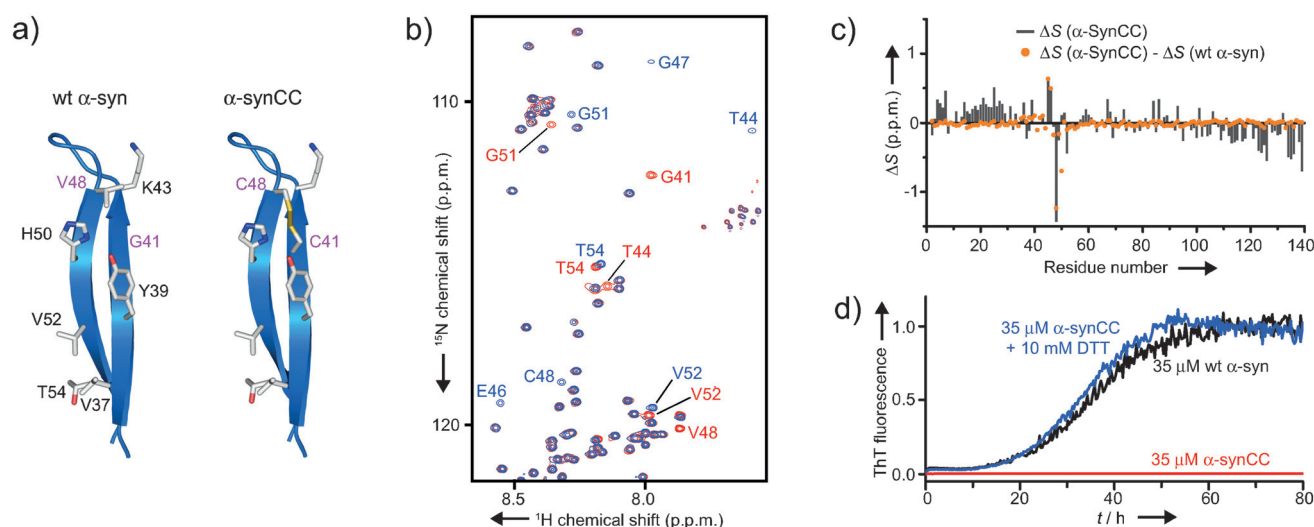 a)
wt α-syn
α-synCC
V48
K43
C48
H50
G41
C41
Y39
V52
T54
V37
b)
G47
110
G51
T44
G51
G41
¹⁵N chemical shift (p.p.m.)
T54
T54
T44
C48
V52
E46
V52
120
V48
8.5
8.0
¹H chemical shift (p.p.m.)
c)
ΔS (α-SynCC)
ΔS (α-SynCC) - ΔS (wt α-syn)
1
0
-1
ΔS (p.p.m.)
0
20
40
60
80
100
120
140
Residue number
d)
1.0
0.5
0.0
ThT fluorescence
35 µM α-synCC
+ 10 mM DTT
35 µM wt α-syn
35 µM α-synCC
0
20
40
60
80
t / h